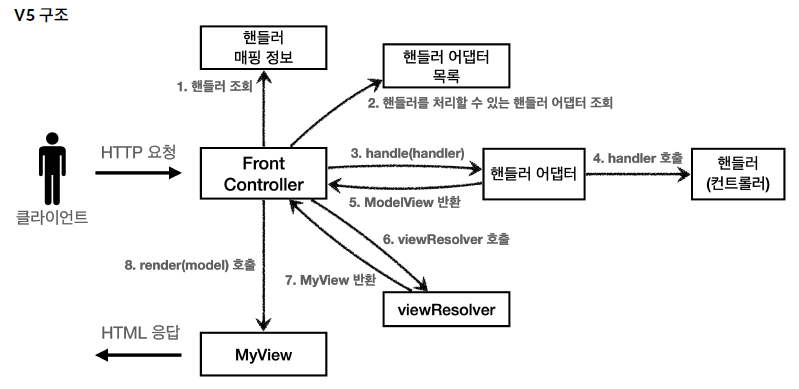 V5 구조
핸들러
매핑 정보
핸들러 어댑터
목록
1. 핸들러 조회
2. 핸들러를 처리할 수 있는 핸들러 어댑터 조회
HTTP 요청
클라이언트
Front
Controller
3. handle(handler)
핸들러 어댑터
4. handler 호출
핸들러
(컨트롤러)
5. ModelView 반환
6. viewResolver 호출
8. render(model) 호출
7. MyView 반환
viewResolver
HTML 응답
MyView